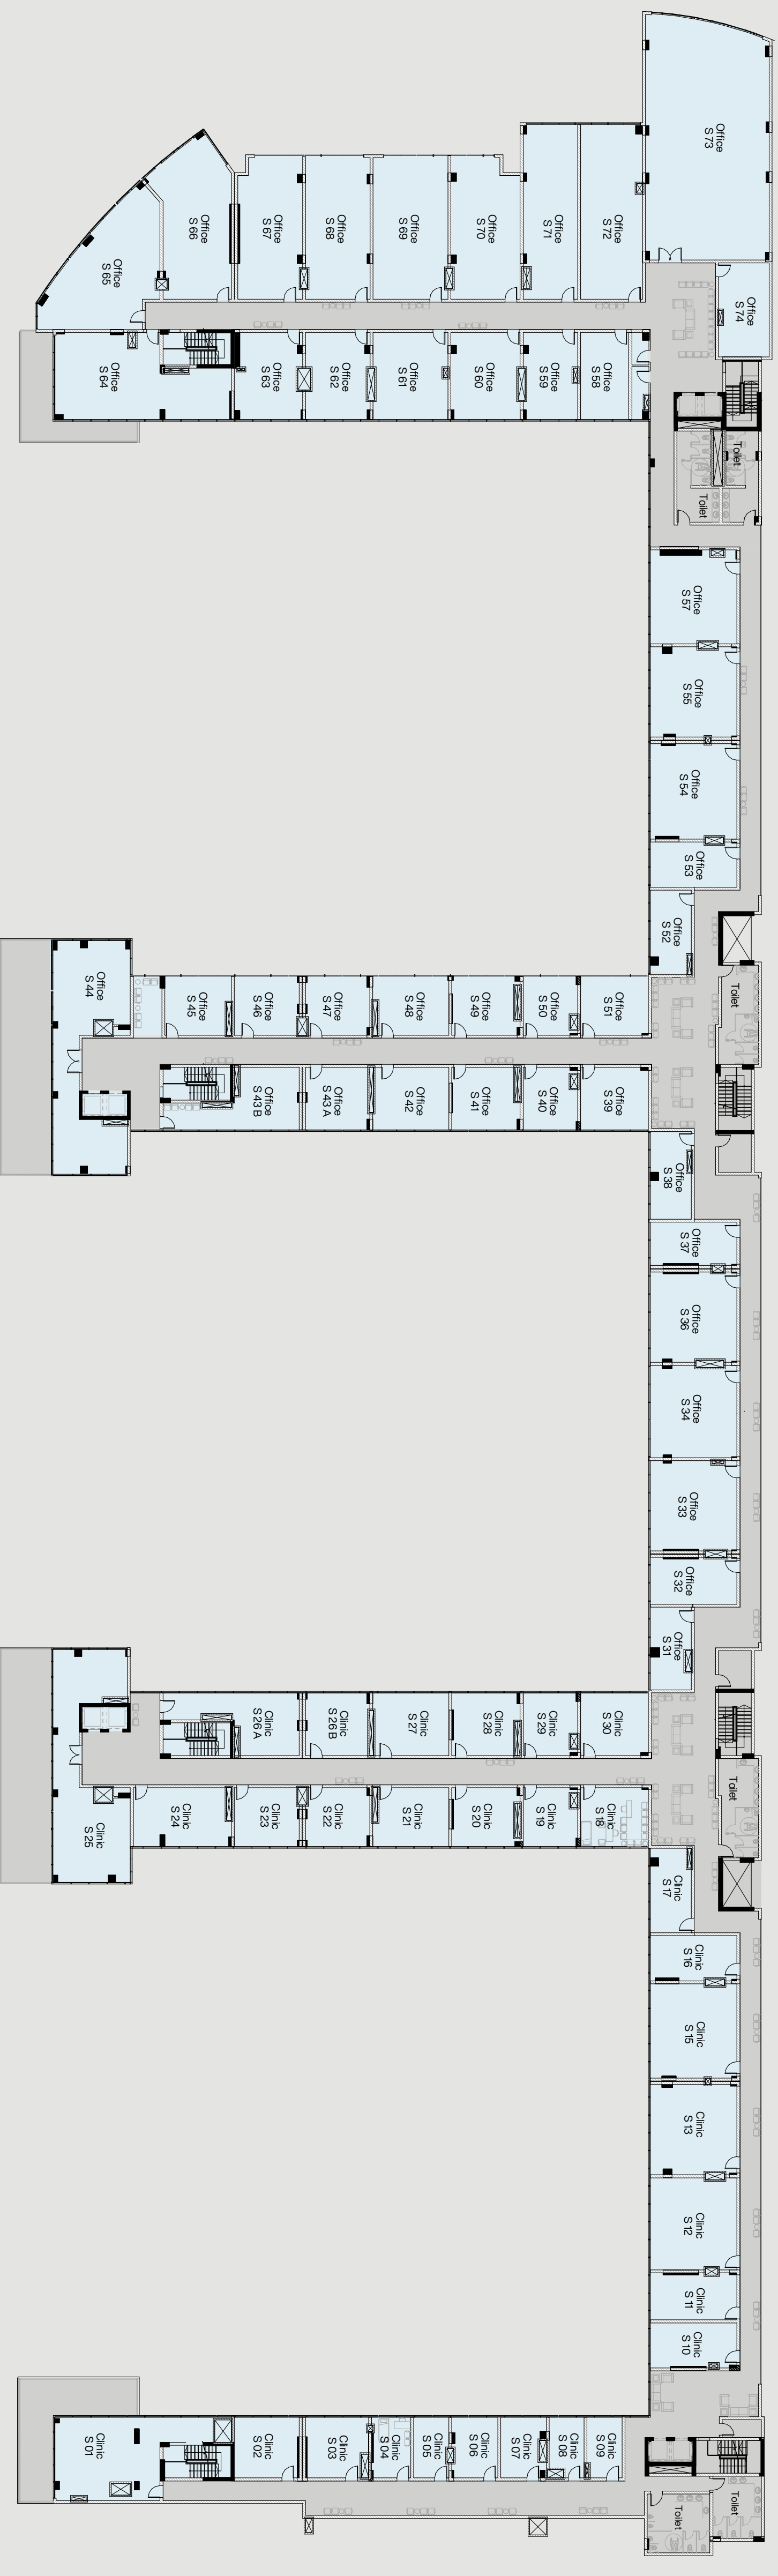 Office
S 73
Office
S 72
Office
S 71
Office
S 70
Office
S 69
Office
S 68
Office
S 67
Office
S 66
Office
S 65
Office
S 74
Office
S 64
Office
S 63
Office
S 62
Office
S 61
Office
S 60
Office
S 59
Office
S 58
Toilet
Toilet
Office
S 57
Office
S 55
Office
S 54
Office
S 53
Office
S 52
Office
S 44
Office
S 45
Office
S 46
Office
S 47
Office
S 48
Office
S 49
Office
S 50
Office
S 51
Toilet
Office
S 43 B
Office
S 43 A
Office
S 42
Office
S 41
Office
S 40
Office
S 39
Office
S 38
Office
S 37
Office
S 36
Office
S 34
Office
S 33
Office
S 32
Office
S 31
Clinic
S 26 A
Clinic
S 26 B
Clinic
S 27
Clinic
S 28
Clinic
S 29
Clinic
S 30
Toilet
Clinic
S 25
Clinic
S 24
Clinic
S 23
Clinic
S 22
Clinic
S 21
Clinic
S 20
Clinic
S 19
Clinic
S 18
Clinic
S 17
Clinic
S 16
Clinic
S 15
Clinic
S 13
Clinic
S 12
Clinic
S 11
Clinic
S 10
Clinic
S 01
Clinic
S 02
Clinic
S 03
Clinic
S 04
Clinic
S 05
Clinic
S 06
Clinic
S 07
Clinic
S 08
Clinic
S 09
Toilet
Toilet